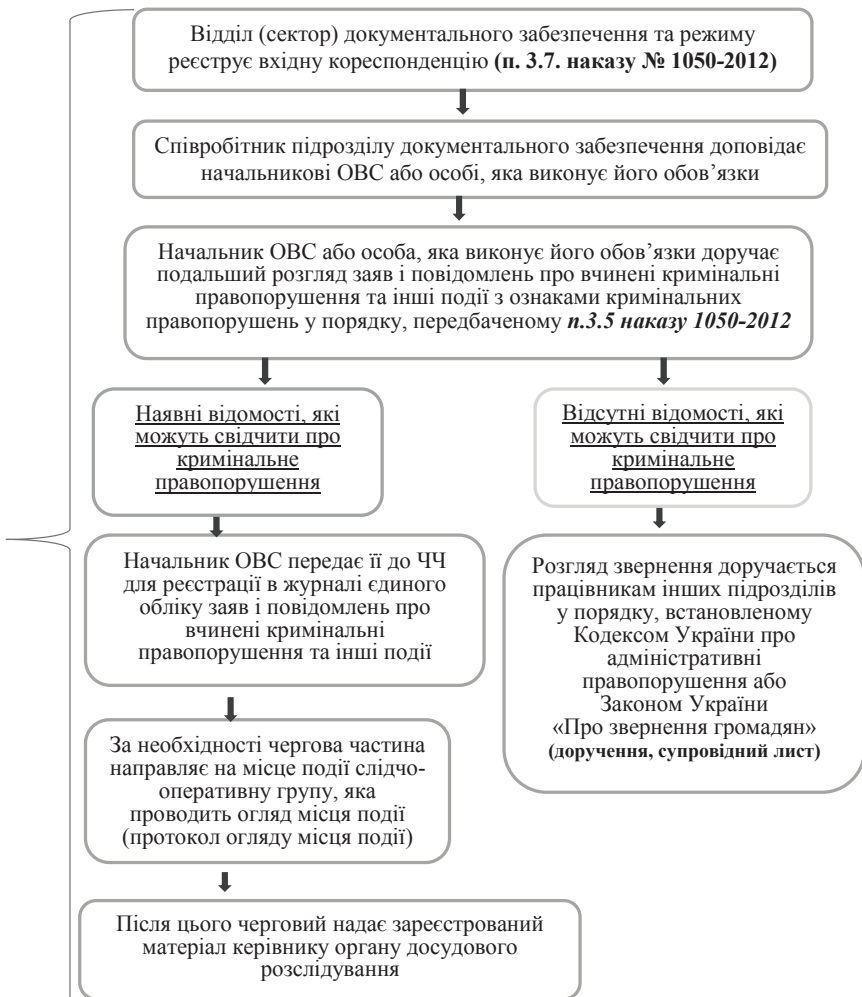 Відділ (сектор) документального забезпечення та режиму
реєструє вхідну кореспонденцію (п. 3.7. наказу № 1050-2012)
Співробітник підрозділу документального забезпечення доповідає
начальникові ОВС або особі, яка виконує його обов’язки
Начальник ОВС або особа, яка виконує його обов’язки доручає
подальший розгляд заяв і повідомлень про вчинені кримінальні
правопорушення та інші події з ознаками кримінальних
правопорушень у порядку, передбаченому п.3.5 наказу 1050-2012
Наявні відомості, які
можуть свідчити про
кримінальне
правопорушення
Відсутні відомості, які
можуть свідчити про
кримінальне
правопорушення
Начальник ОВС передає її до ЧЧ
для реєстрації в журналі єдиного
обліку заяв і повідомлень про
вчинені кримінальні
правопорушення та інші події
Розгляд звернення доручається
працівникам інших підрозділів
у порядку, встановленому
Кодексом України про
адміністративні
правопорушення або
Законом України
«Про звернення громадян»
(доручення, супровідний лист)
За необхідності чергова частина
направляє на місце події слідчо-
оперативну групу, яка
проводить огляд місця події
(протокол огляду місця події)
Після цього черговий надає зареєстрований
матеріал керівнику органу досудового
розслідування